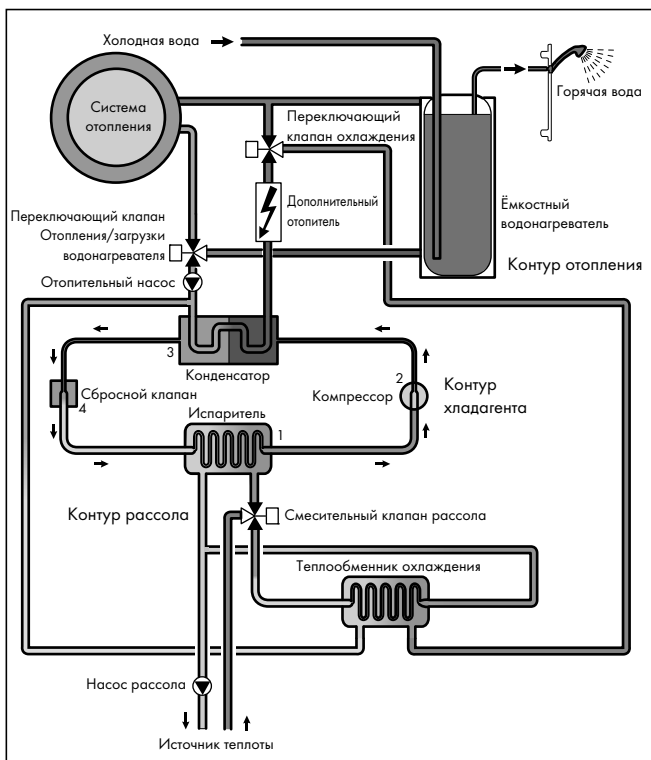 Холодная вода
Горячая вода
Система
отопления
Переключающий
клапан охлаждения
Дополнительный
отопитель
Ёмкостный
водонагреватель
Переключающий клапан
Отопления/загрузки
водонагревателя
Контур отопления
Отопительный насос
3
Конденсатор
2
Сбросной клапан
4
Компрессор
Контур
хладагента
Испаритель
1
Контур рассола
Смесительный клапан рассола
Теплообменник охлаждения
Насос рассола
Источник теплоты